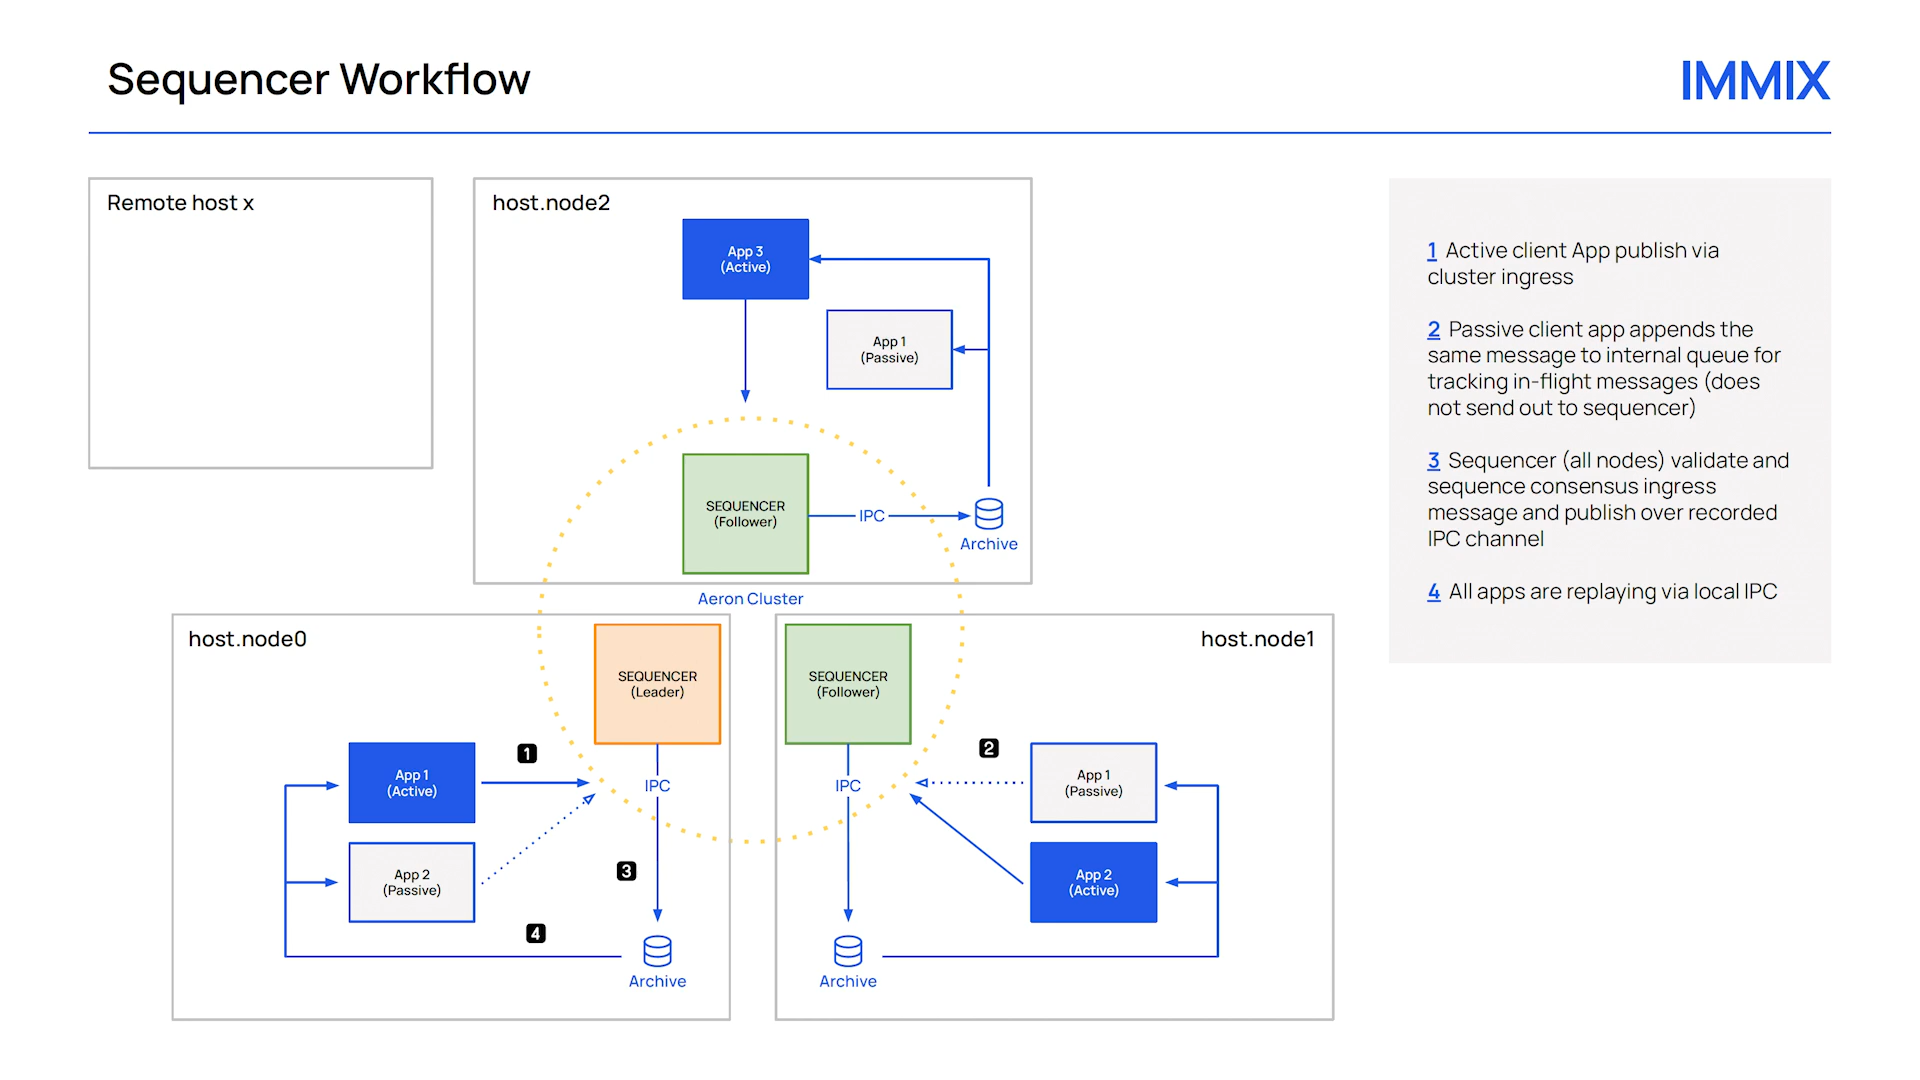 Sequencer Workflow
IMMIX
Remote host x
host.node2
App 3
(Active)
App 1
(Passive)
SEQUENCER
(Follower)
IPC
Archive
Aeron Cluster
host.node0
SEQUENCER
(Leader)
1
App 1
(Active)
IPC
App 2
(Passive)
3
4
Archive
host.node1
SEQUENCER
(Follower)
2
App 1
(Passive)
IPC
App 2
(Active)
Archive
1 Active client App publish via
cluster ingress
2 Passive client app appends the
same message to internal queue for
tracking in-flight messages (does
not send out to sequencer)
3 Sequencer (all nodes) validate and
sequence consensus ingress
message and publish over recorded
IPC channel
4 All apps are replaying via local IPC